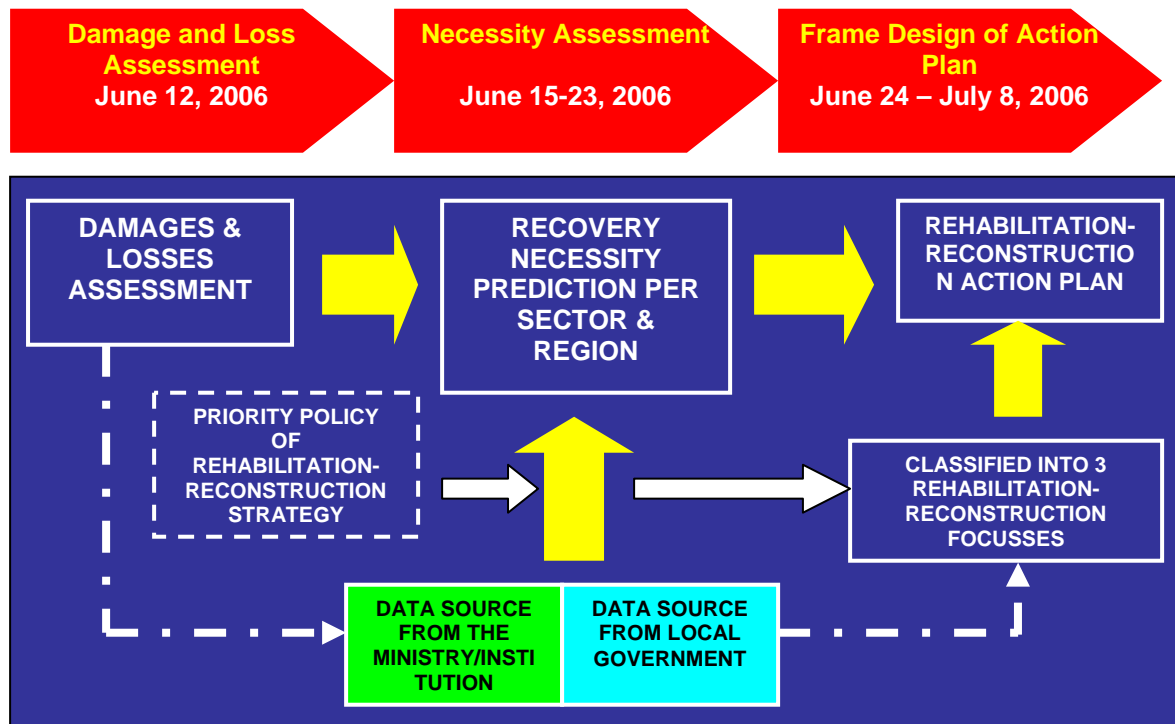 Damage and Loss
Assessment
June 12, 2006
Necessity Assessment
June 15-23, 2006
Frame Design of Action
Plan
June 24 – July 8, 2006
DAMAGES &
LOSSES
ASSESSMENT
RECOVERY
NECESSITY
PREDICTION PER
SECTOR &
REGION
REHABILITATION-
RECONSTRUCTIO
N ACTION PLAN
PRIORITY POLICY
OF
REHABILITATION-
RECONSTRUCTION
STRATEGY
CLASSIFIED INTO 3
REHABILITATION-
RECONSTRUCTION
FOCUSSES
DATA SOURCE
FROM THE
MINISTRY/INSTI
TUTION
DATA SOURCE
FROM LOCAL
GOVERNMENT